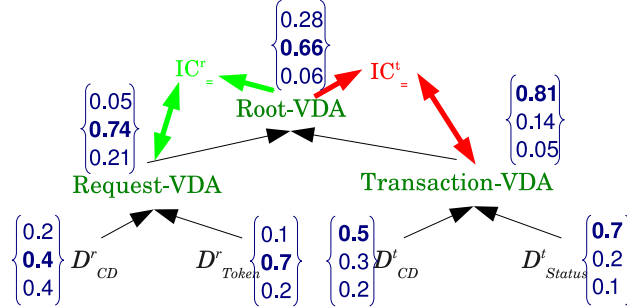 0.28
0.66
0.06
IC^r_=
IC^t_=
Root-VDA
0.05
0.74
0.21
0.81
0.14
0.05
Request-VDA
Transaction-VDA
0.2
0.4
0.4
D^r_CD
D^r_Token
0.1
0.7
0.2
0.5
0.3
0.2
D^t_CD
D^t_Status
0.7
0.2
0.1